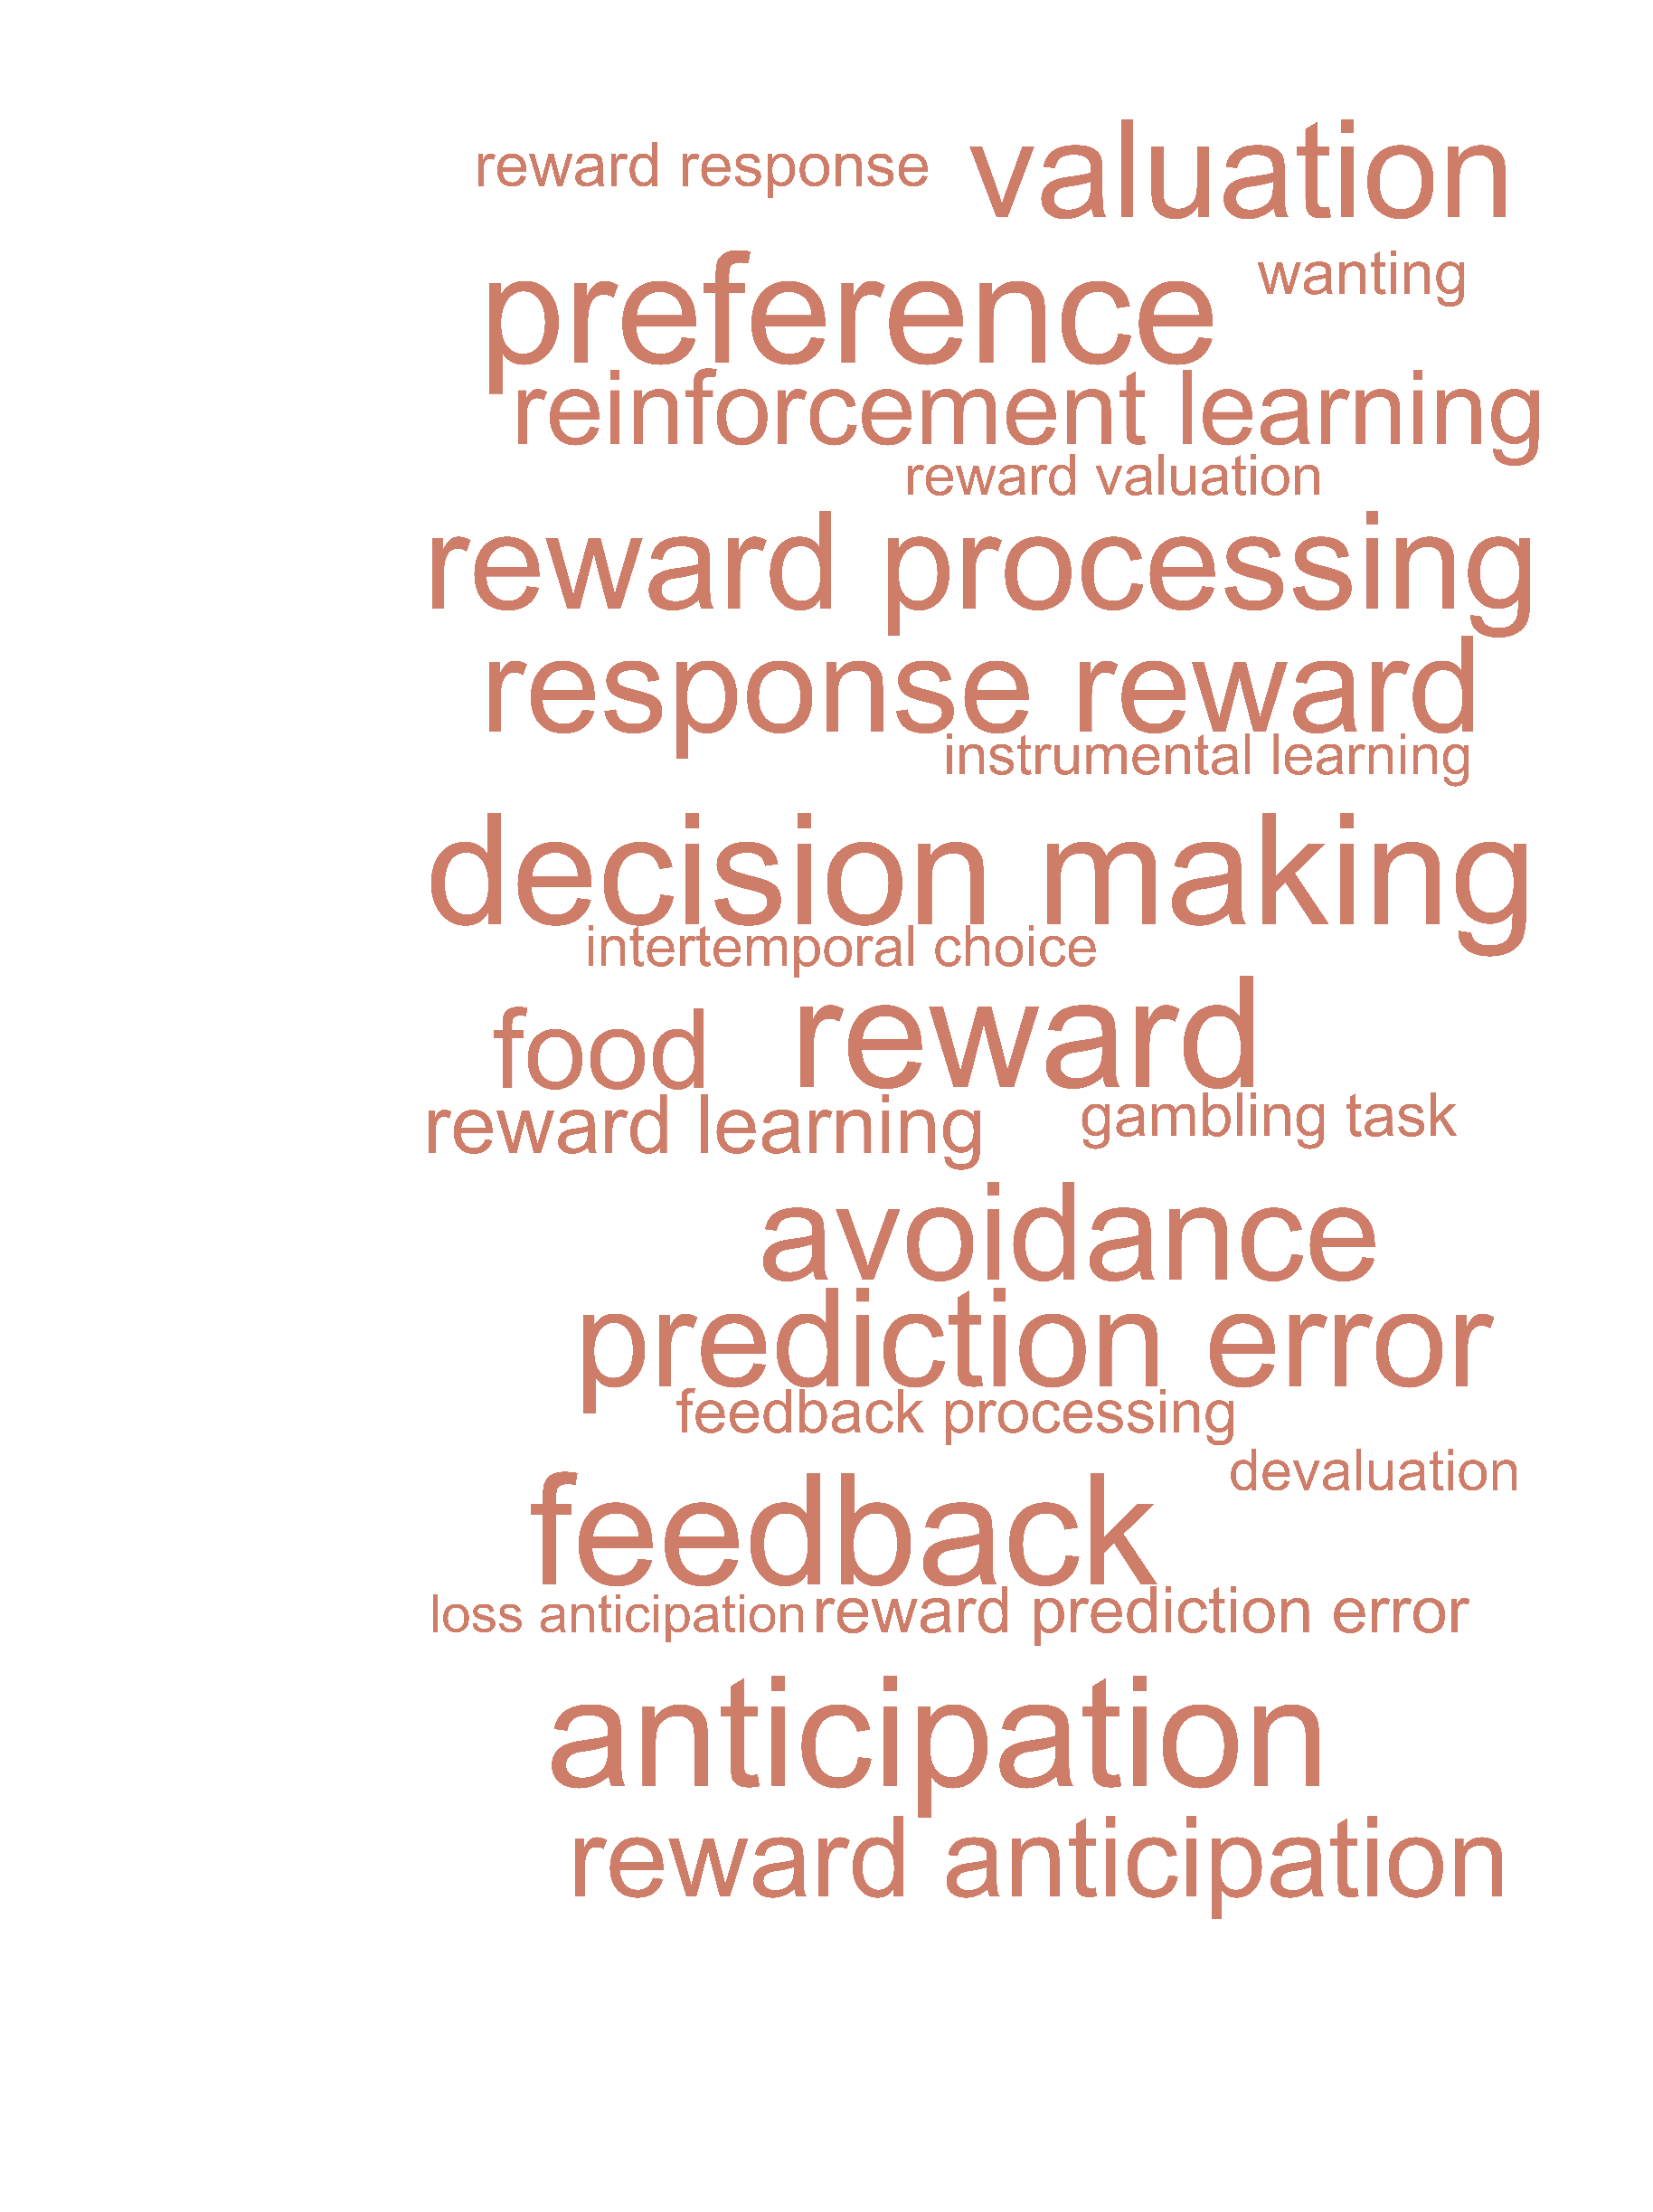 reward response valuation
preference wanting
reinforcement learning
reward valuation
reward processing
response reward
instrumental learning
decision making
intertemporal choice
food reward
reward learning gambling task
avoidance
prediction error
feedback processing
devaluation
feedback
loss anticipation reward prediction error
anticipation
reward anticipation